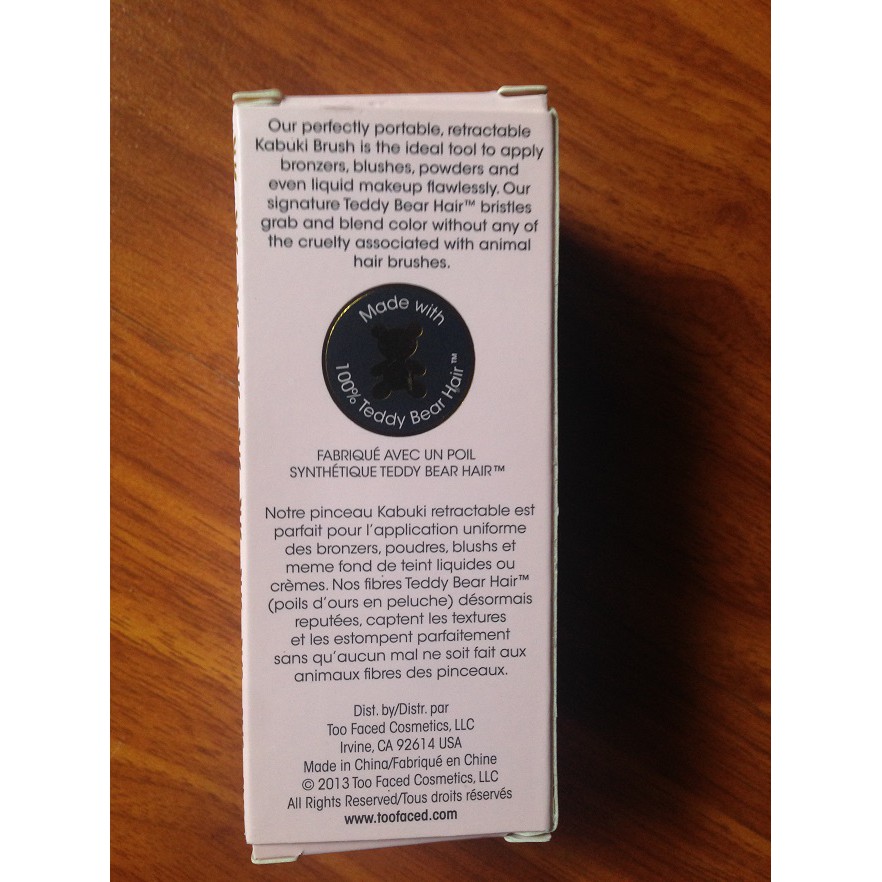 Our perfectly portable, retractable
Kabuki Brush is the ideal tool to apply
bronzers, blushes, powders and
even liquid makeup flawlessly. Our
signature Teddy Bear Hair™ bristles
grab and blend color without any of
the cruelty associated with animal
hair brushes.
Made with
100% Teddy Bear Hair™
FABRIQUÉ AVEC UN POIL
SYNTHÉTIQUE TEDDY BEAR HAIR™
Notre pinceau Kabuki retractable est
parfait pour l'application uniforme
des bronzers, poudres, blushs et
meme fond de teint liquides ou
crèmes. Nos fibres Teddy Bear Hair™
(poils d'ours en peluche) désormais
reputées, captent les textures
et les estompent parfaitement
sans qu'aucun mal ne soit fait aux
animaux fibres des pinceaux.
Dist. by/Distr. par
Too Faced Cosmetics, LLC
Irvine, CA 92614 USA
Made in China/Fabriqué en Chine
© 2013 Too Faced Cosmetics, LLC
All Rights Reserved/Tous droits réservés
www.toofaced.com